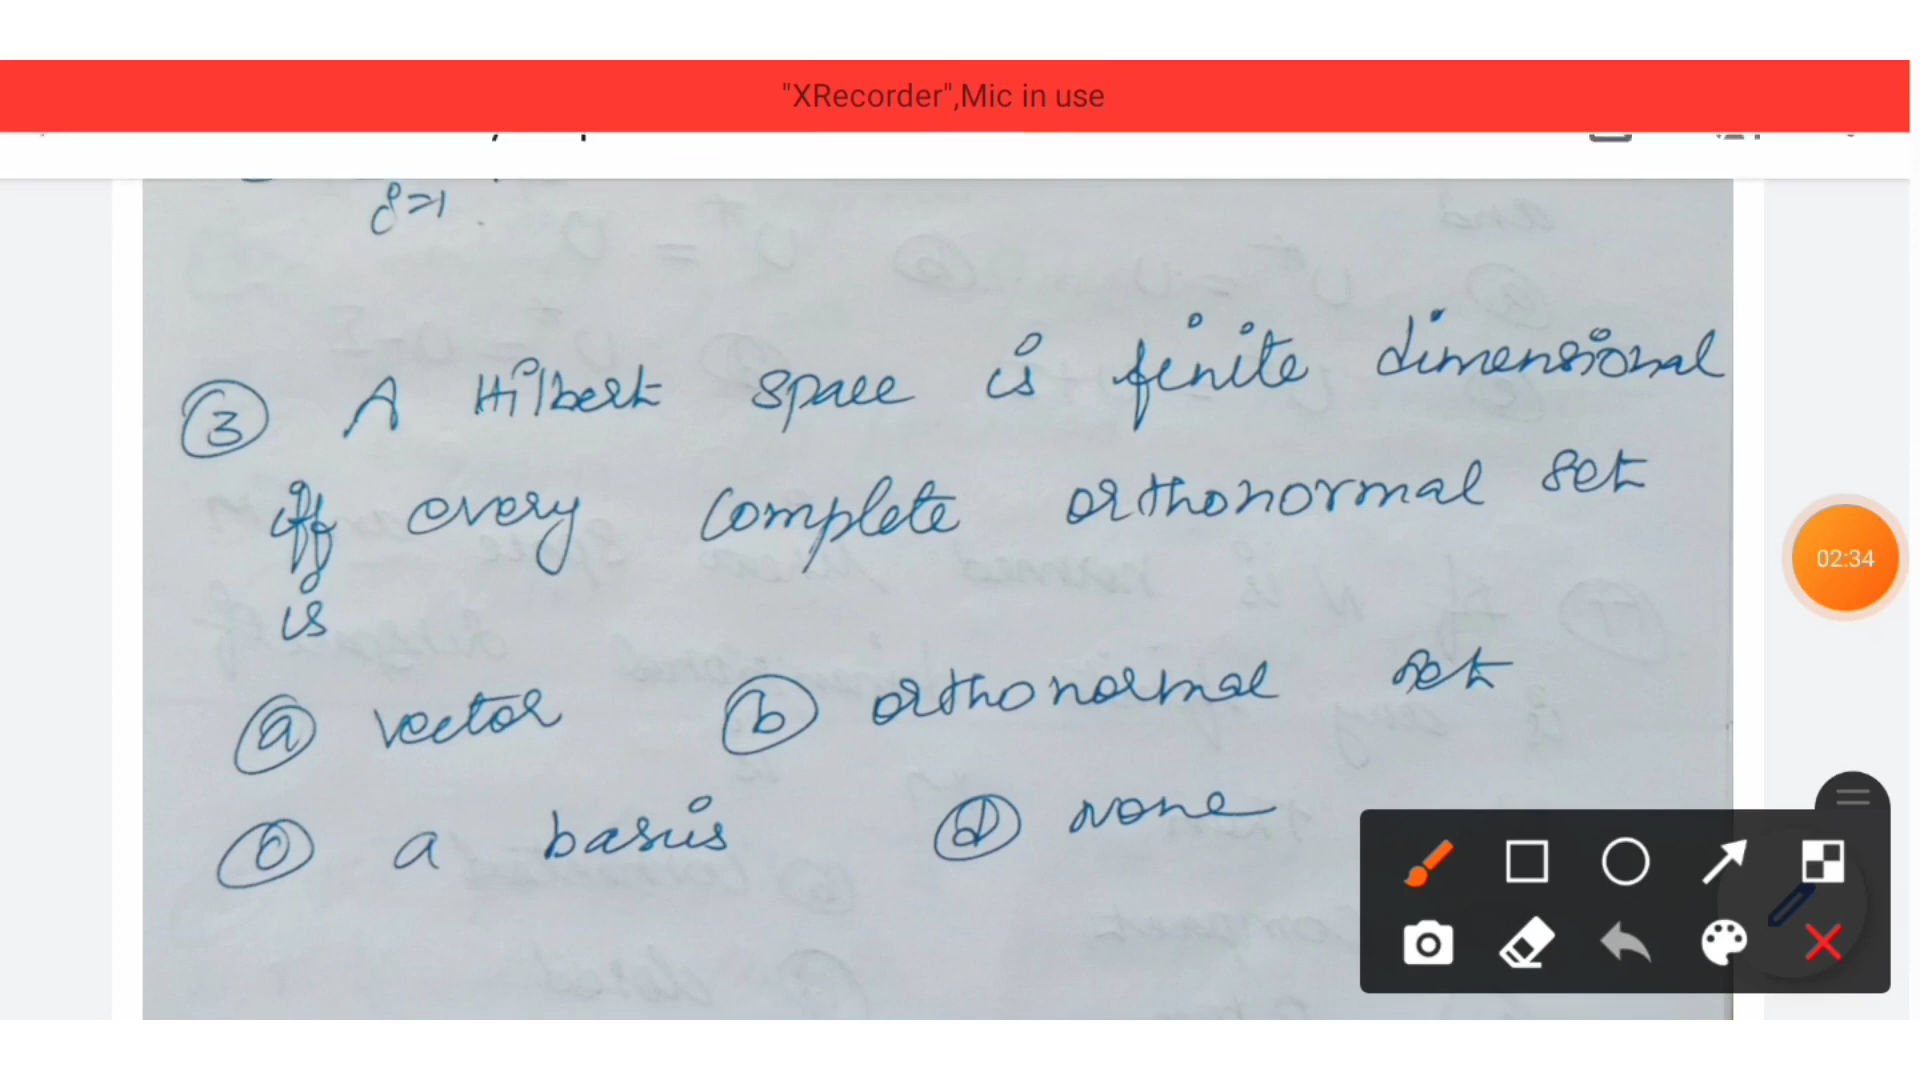 "XRecorder",Mic in use
i=1
③ A Hilbert space is finite dimensional
iff every complete orthonormal set
is
ⓐ vector ⓑ orthonormal set
ⓒ a basis ⓓ none
02:34